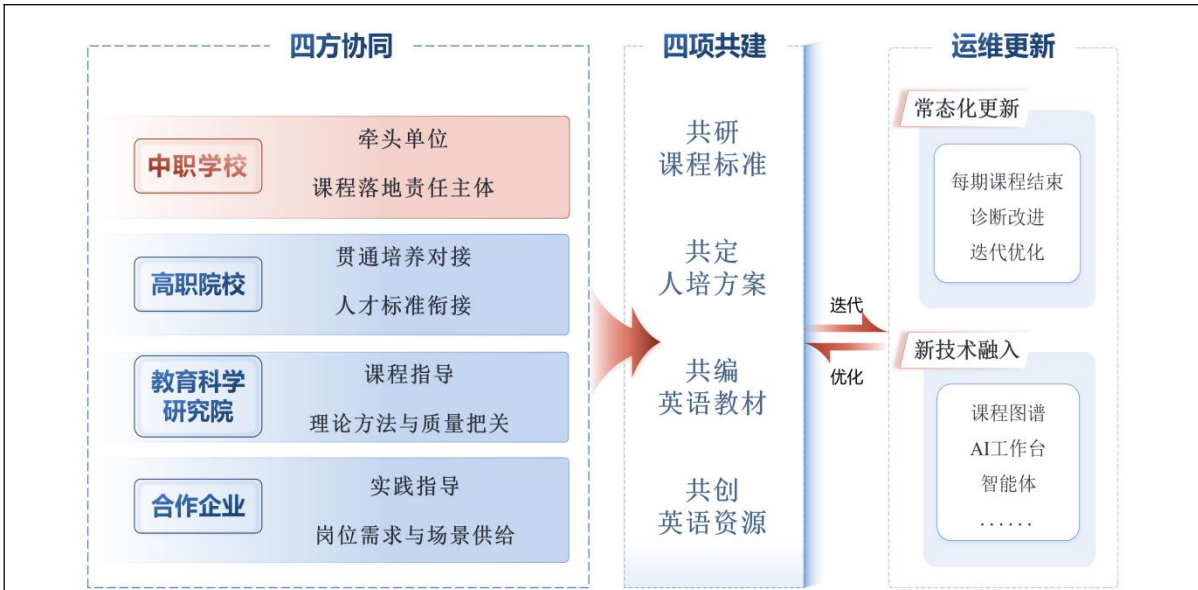 四方协同
中职学校
牵头单位
课程落地责任主体
高职院校
贯通培养对接
人才标准衔接
教育科学
研究院
课程指导
理论方法与质量把关
合作企业
实践指导
岗位需求与场景供给
四项共建
共研
课程标准
共定
人培方案
共编
英语教材
共创
英语资源
迭代
优化
运维更新
常态化更新
每期课程结束
诊断改进
迭代优化
新技术融入
课程图谱
AI工作台
智能体
......